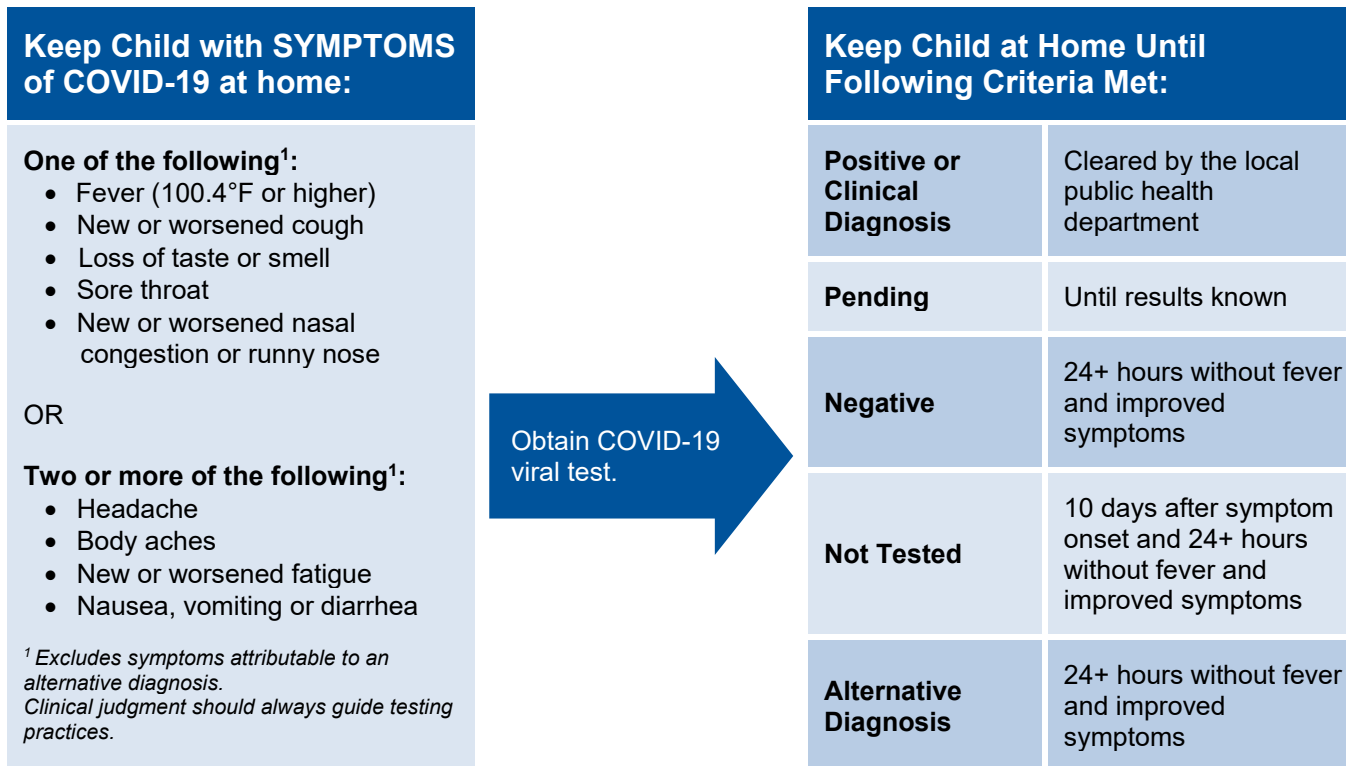 Keep Child with SYMPTOMS
of COVID-19 at home:
One of the following¹:
• Fever (100.4°F or higher)
• New or worsened cough
• Loss of taste or smell
• Sore throat
• New or worsened nasal
congestion or runny nose
OR
Two or more of the following¹:
• Headache
• Body aches
• New or worsened fatigue
• Nausea, vomiting or diarrhea
¹ Excludes symptoms attributable to an
alternative diagnosis.
Clinical judgment should always guide testing
practices.
Obtain COVID-19
viral test.
Keep Child at Home Until
Following Criteria Met:
Positive or
Clinical
Diagnosis
Cleared by the local
public health
department
Pending
Until results known
Negative
24+ hours without fever
and improved
symptoms
Not Tested
10 days after symptom
onset and 24+ hours
without fever and
improved symptoms
Alternative
Diagnosis
24+ hours without fever
and improved
symptoms